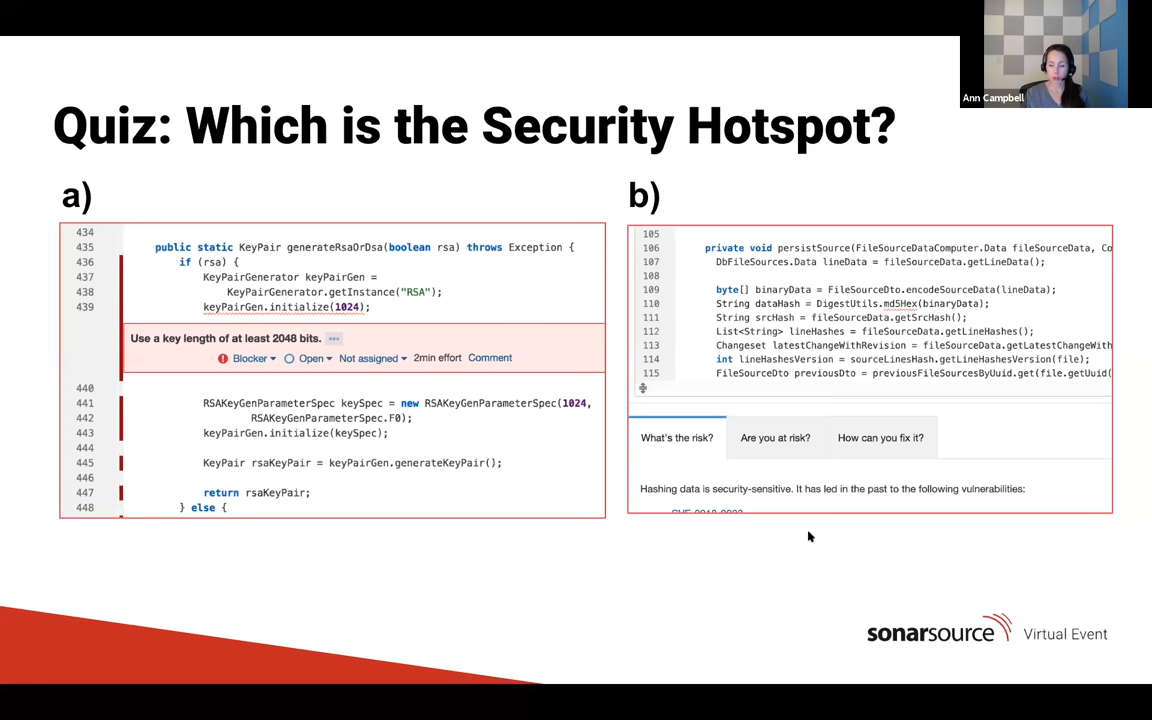 Ann Campbell
Quiz: Which is the Security Hotspot?
a)
434
435 public static KeyPair generateRsaOrDsa(boolean rsa) throws Exception {
436 if (rsa) {
437 KeyPairGenerator keyPairGen =
438 KeyPairGenerator.getInstance("RSA");
439 keyPairGen.initialize(1024);
Use a key length of at least 2048 bits.
Blocker Open Not assigned 2min effort Comment
440
441 RSAKeyGenParameterSpec keySpec = new RSAKeyGenParameterSpec(1024,
442 RSAKeyGenParameterSpec.F0);
443 keyPairGen.initialize(keySpec);
444
445 KeyPair rsaKeyPair = keyPairGen.generateKeyPair();
446
447 return rsaKeyPair;
448 } else {
b)
105
106 private void persistSource(FileSourceDataComputer.Data fileSourceData, Co
107 DbFileSources.Data lineData = fileSourceData.getLineData();
108
109 byte[] binaryData = FileSourceDto.encodeSourceData(lineData);
110 String dataHash = DigestUtils.md5Hex(binaryData);
111 String srcHash = fileSourceData.getSrcHash();
112 List<String> lineHashes = fileSourceData.getLineHashes();
113 Changeset latestChangeWithRevision = fileSourceData.getLatestChangeWith
114 int lineHashesVersion = sourceLinesHash.getLineHashesVersion(file);
115 FileSourceDto previousDto = previousFileSourcesByUuid.get(file.getUuid(
What's the risk? Are you at risk? How can you fix it?
Hashing data is security-sensitive. It has led in the past to the following vulnerabilities:
sonarsource Virtual Event